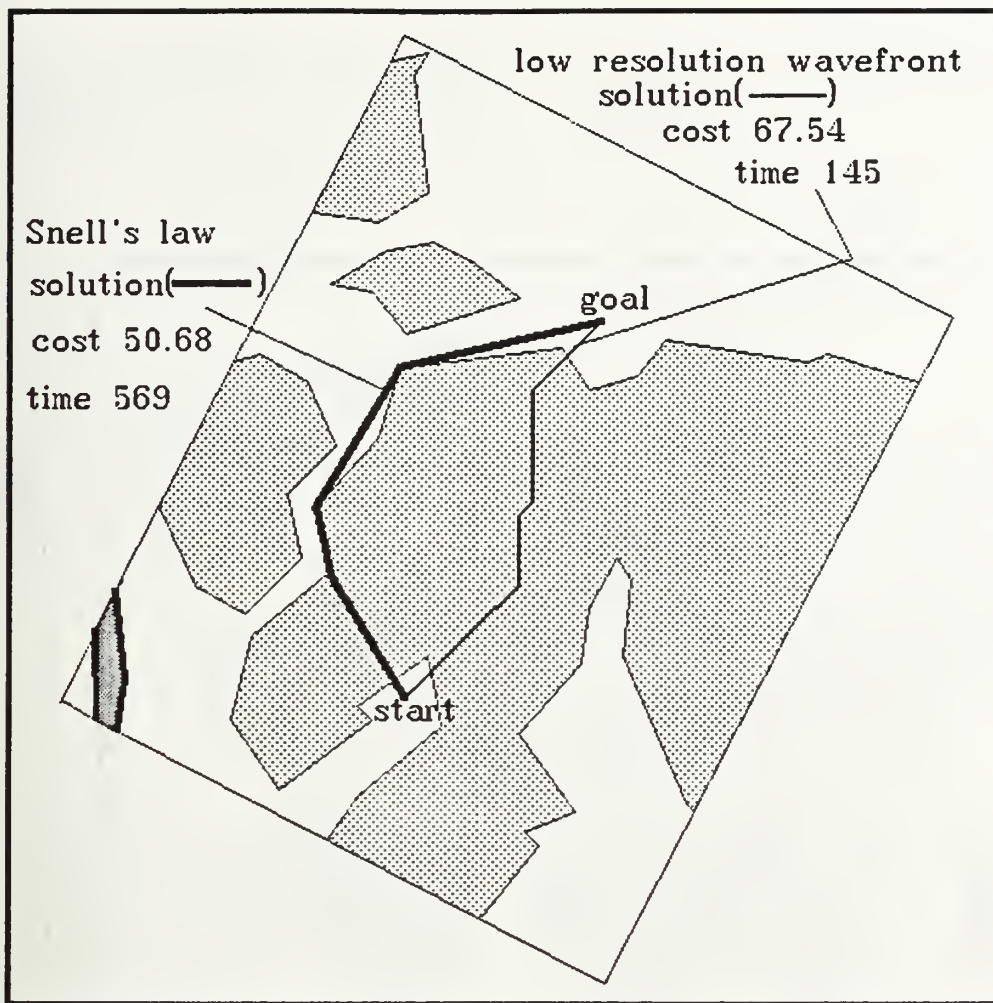 low resolution wavefront
solution(——)
cost 67.54
time 145
Snell's law
solution(——)
cost 50.68
time 569
goal
start